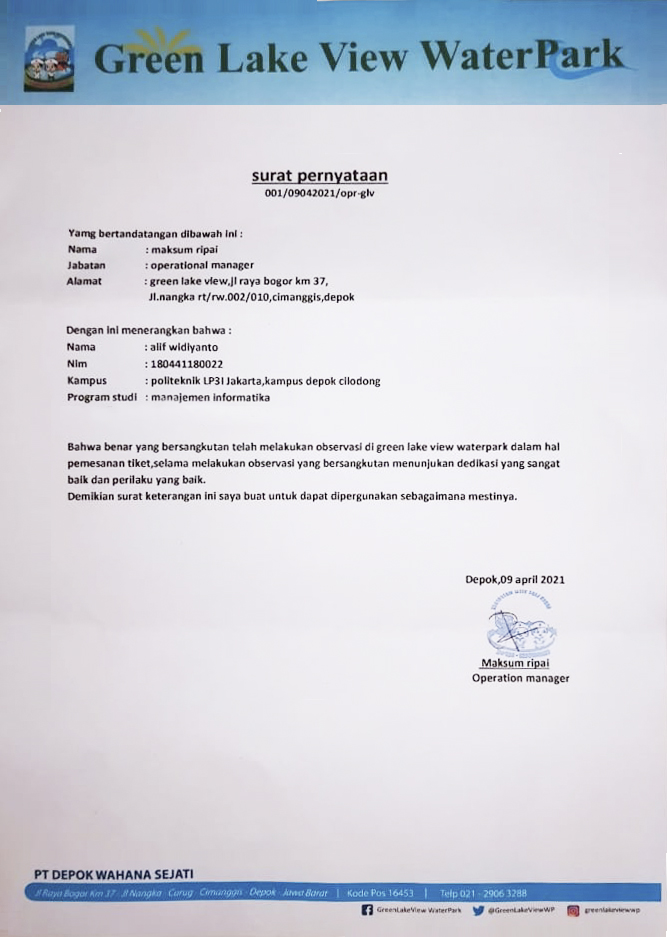 Green Lake View WaterPark
surat pernyataan
001/09042021/opr-glv
Yamg bertandatangan dibawah ini :
Nama : maksum ripai
Jabatan : operational manager
Alamat : green lake view,jl raya bogor km 37,
Jl.nangka rt/rw.002/010,cimanggis,depok
Dengan ini menerangkan bahwa :
Nama : alif widiyanto
Nim : 180441180022
Kampus : politeknik LP3I Jakarta,kampus depok cilodong
Program studi : manajemen informatika
Bahwa benar yang bersangkutan telah melakukan observasi di green lake view waterpark dalam hal
pemesanan tiket,selama melakukan observasi yang bersangkutan menunjukan dedikasi yang sangat
baik dan perilaku yang baik.
Demikian surat keterangan ini saya buat untuk dapat dipergunakan sebagaimana mestinya.
Depok,09 april 2021
Maksum ripai
Operation manager
PT DEPOK WAHANA SEJATI
Jl Raya Bogor Km 37 - Jl Nangka - Curug - Cimanggis - Depok - Jawa Barat | Kode Pos 16453 | Telp 021 - 2906 3288
GreenLakeView WaterPark @GreenLakeViewWP greenlakeviewwp